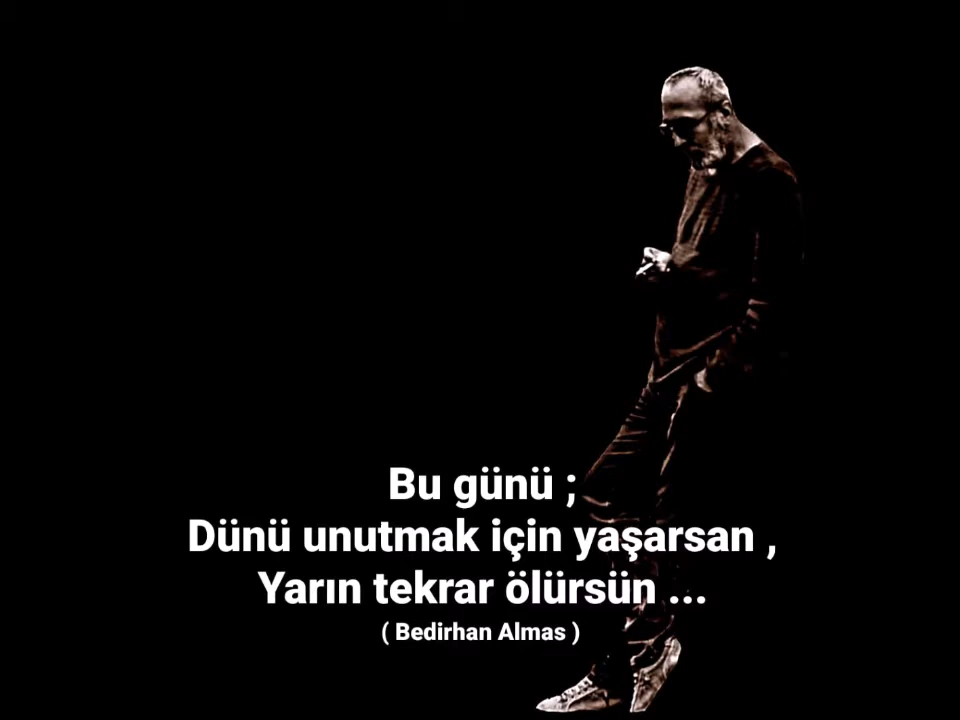 Bu günü ;
Dünü unutmak için yaşarsan ,
Yarın tekrar ölürsün ...
( Bedirhan Almas )